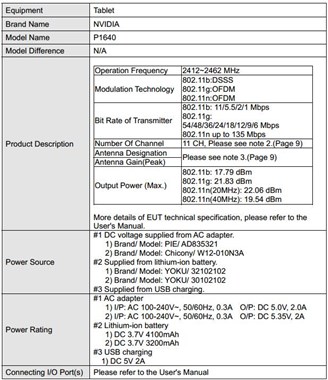 Equipment Tablet
Brand Name NVIDIA
Model Name P1640
Model Difference N/A
Product Description
Operation Frequency 2412~2462 MHz
Modulation Technology
802.11b:DSSS
802.11g:OFDM
802.11n:OFDM
Bit Rate of Transmitter
802.11b: 11/5.5/2/1 Mbps
802.11g:
54/48/36/24/18/12/9/6 Mbps
802.11n up to 135 Mbps
Number Of Channel 11 CH, Please see note 2.(Page 9)
Antenna Designation
Antenna Gain(Peak)
Please see note 3.(Page 9)
Output Power (Max.)
802.11b: 17.79 dBm
802.11g: 21.83 dBm
802.11n(20MHz): 22.06 dBm
802.11n(40MHz): 19.54 dBm
More details of EUT technical specification, please refer to the
User's Manual.
Power Source
#1 DC voltage supplied from AC adapter.
1) Brand/ Model: PIE/ AD835321
2) Brand/ Model: Chicony/ W12-010N3A
#2 Supplied from lithium-ion battery.
1) Brand/ Model: YOKU/ 32102102
2) Brand/ Model: YOKU/ 30102102
#3 Supplied from USB charging.
Power Rating
#1 AC adapter
1) I/P: AC 100-240V~, 50/60Hz, 0.3A O/P: DC 5.0V, 2.0A
2) I/P: AC 100-240V~, 50/60Hz, 0.3A O/P: DC 5.35V, 2A
#2 Lithium-ion battery
1) DC 3.7V 4100mAh
2) DC 3.7V 3200mAh
#3 USB charging
1) DC 5V 2A
Connecting I/O Port(s) Please refer to the User's Manual